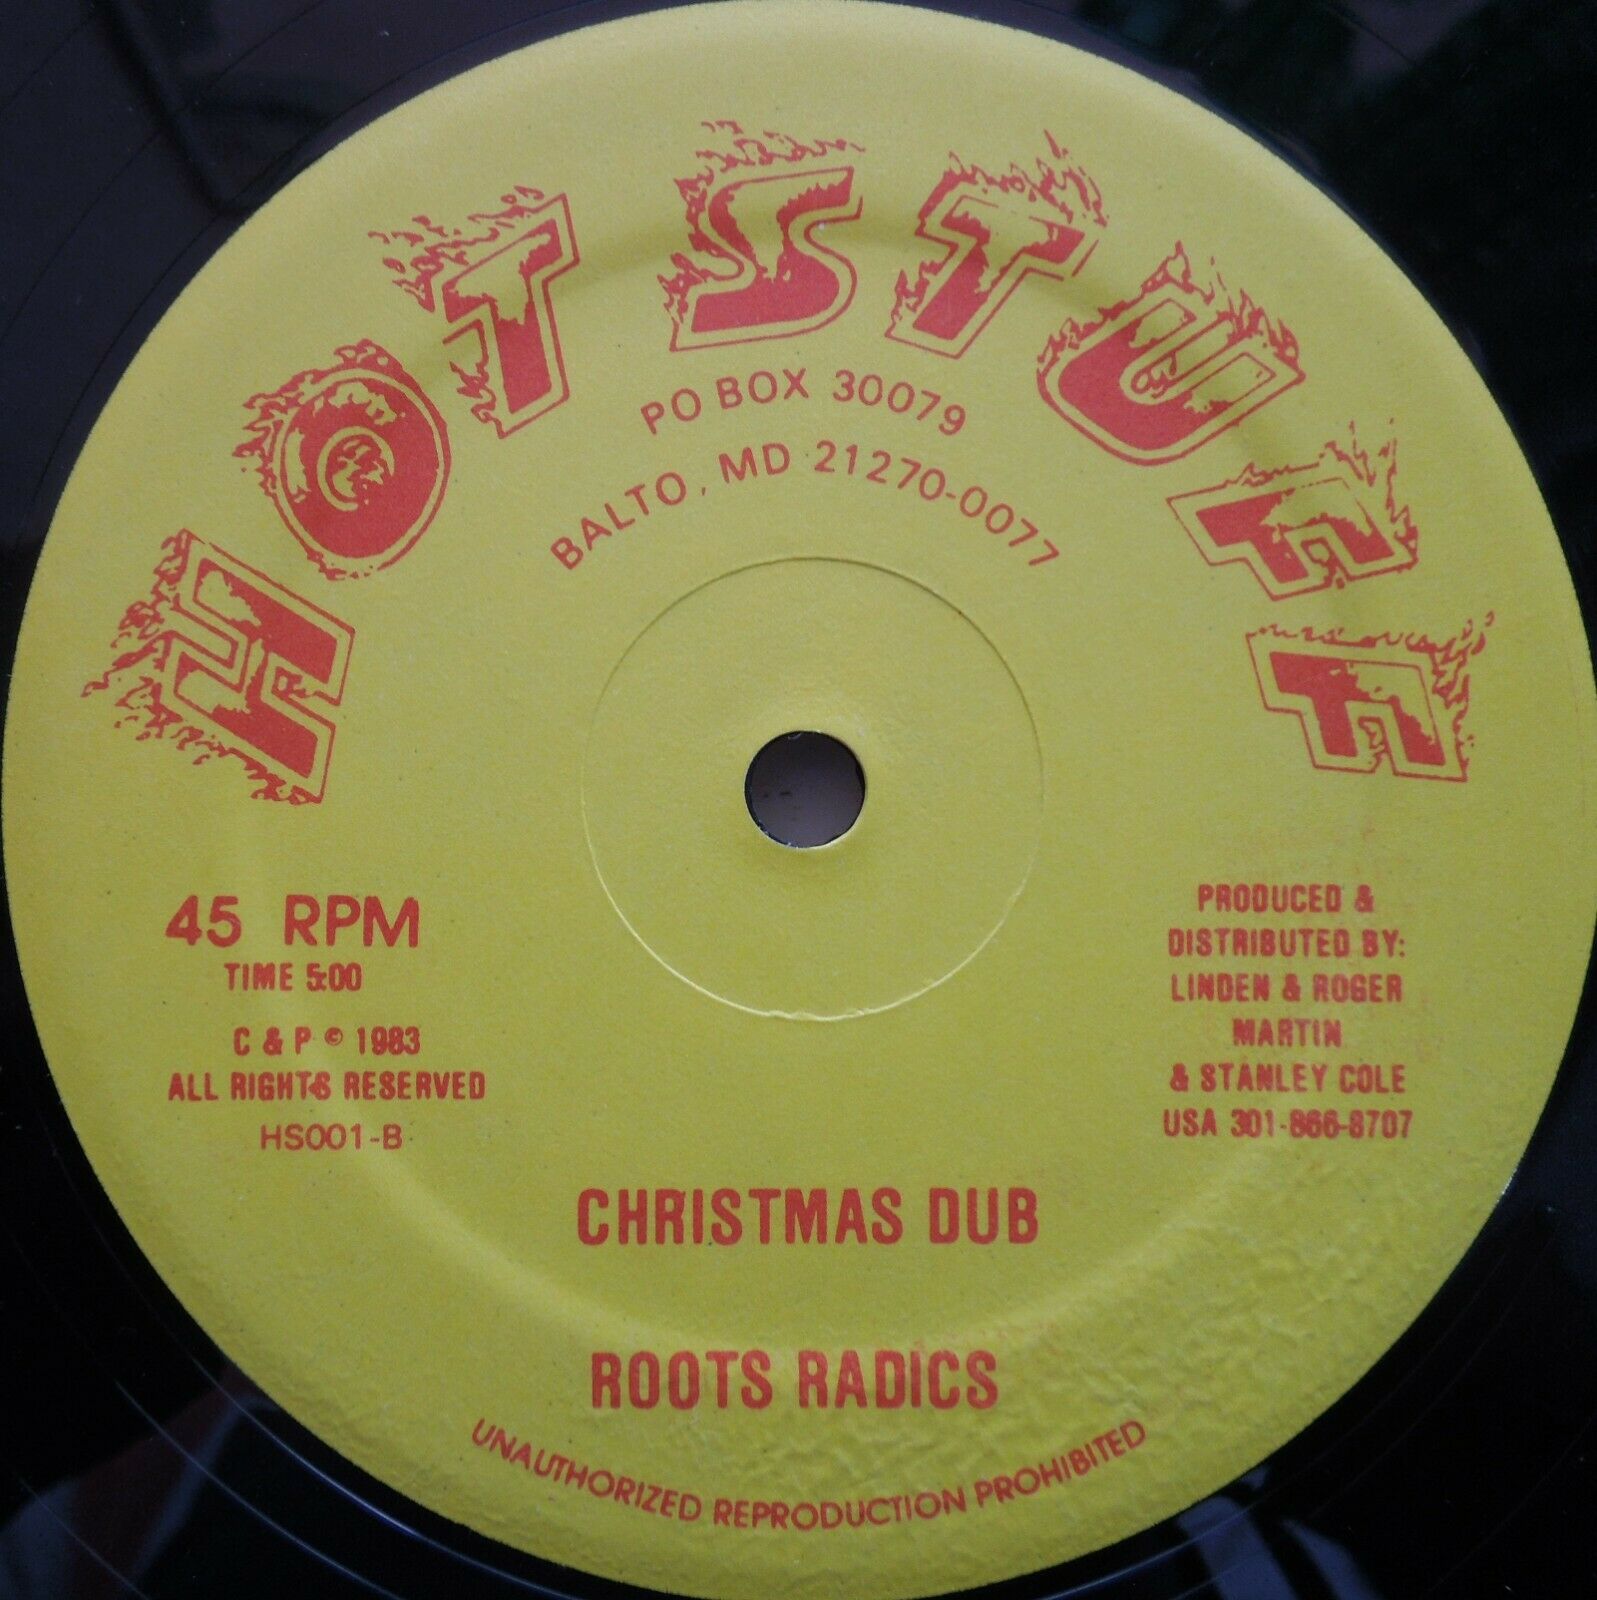 HOT STUFF
PO BOX 30079
BALTO, MD 21270-0077
45 RPM
TIME 5:00
C & P © 1983
ALL RIGHTS RESERVED
HS001-B
PRODUCED &
DISTRIBUTED BY:
LINDEN & ROGER
MARTIN
& STANLEY COLE
USA 301-866-8707
CHRISTMAS DUB
ROOTS RADICS
UNAUTHORIZED REPRODUCTION PROHIBITED